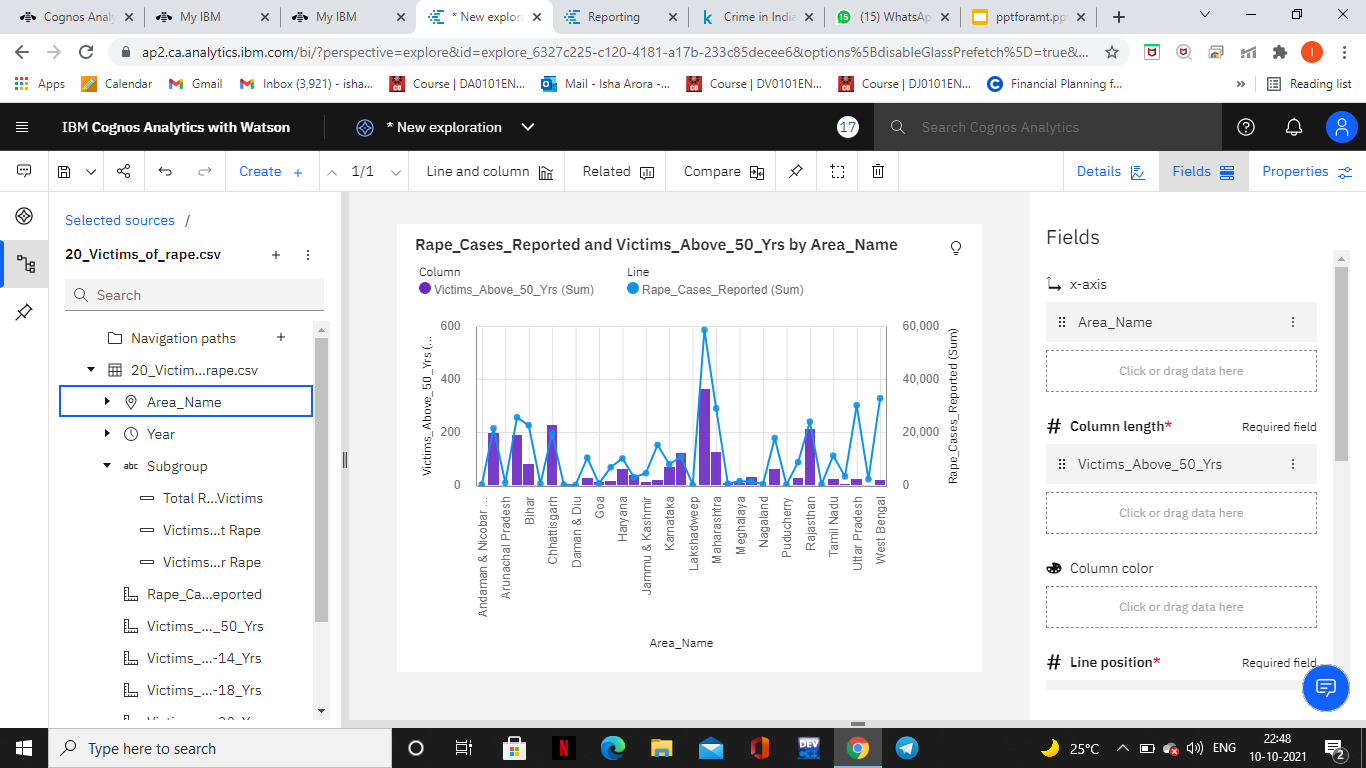 Cognos Analy
My IBM
My IBM
* New explora
Reporting
Crime in India
(15) WhatsAp
pptforamt.pp
ap2.ca.analytics.ibm.com/bi/?perspective=explore&id=explore_6327c225-c120-4181-a17b-233c85decee6&options%5BdisableGlassPrefetch%5D=true&...
Apps
Calendar
Gmail
Inbox (3,921) - isha...
Course | DA0101EN...
Mail - Isha Arora -...
Course | DV0101EN...
Course | DJ0101EN...
Financial Planning f...
»
Reading list
IBM Cognos Analytics with Watson
* New exploration
17
Search Cognos Analytics
Create +
1/1
Line and column
Related
Compare
Details
Fields
Properties
Selected sources /
20_Victims_of_rape.csv
Search
Navigation paths
20_Victim...rape.csv
Area_Name
Year
abc Subgroup
Total R...Victims
Victims...t Rape
Victims...r Rape
Rape_Ca...eported
Victims_..._50_Yrs
Victims_...-14_Yrs
Victims_...-18_Yrs
Rape_Cases_Reported and Victims_Above_50_Yrs by Area_Name
Column
Victims_Above_50_Yrs (Sum)
Line
Rape_Cases_Reported (Sum)
Victims_Above_50_Yrs (...
600
400
200
0
60,000
40,000
20,000
0
Rape_Cases_Reported (Sum)
Andaman & Nicobar ...
Arunachal Pradesh
Bihar
Chhattisgarh
Daman & Diu
Goa
Haryana
Jammu & Kashmir
Karnataka
Lakshadweep
Maharashtra
Meghalaya
Nagaland
Puducherry
Rajasthan
Tamil Nadu
Uttar Pradesh
West Bengal
Area_Name
Fields
x-axis
Area_Name
Click or drag data here
# Column length* Required field
Victims_Above_50_Yrs
Click or drag data here
Column color
Click or drag data here
# Line position* Required field
Type here to search
DEV
25°C
ENG
22:48
10-10-2021
2